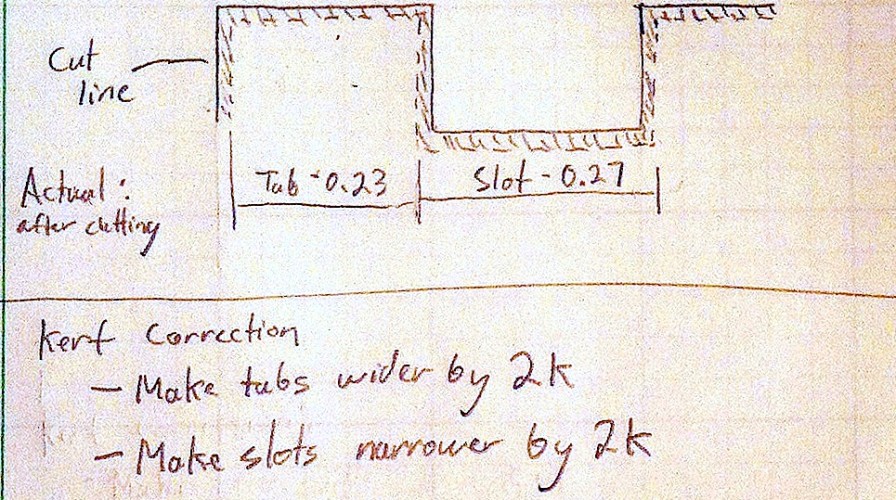 Cut
line
Actual:
after cutting
Tab - 0.23
Slot - 0.27
Kerf Correction
– Make tabs wider by 2k
– Make slots narrower by 2k